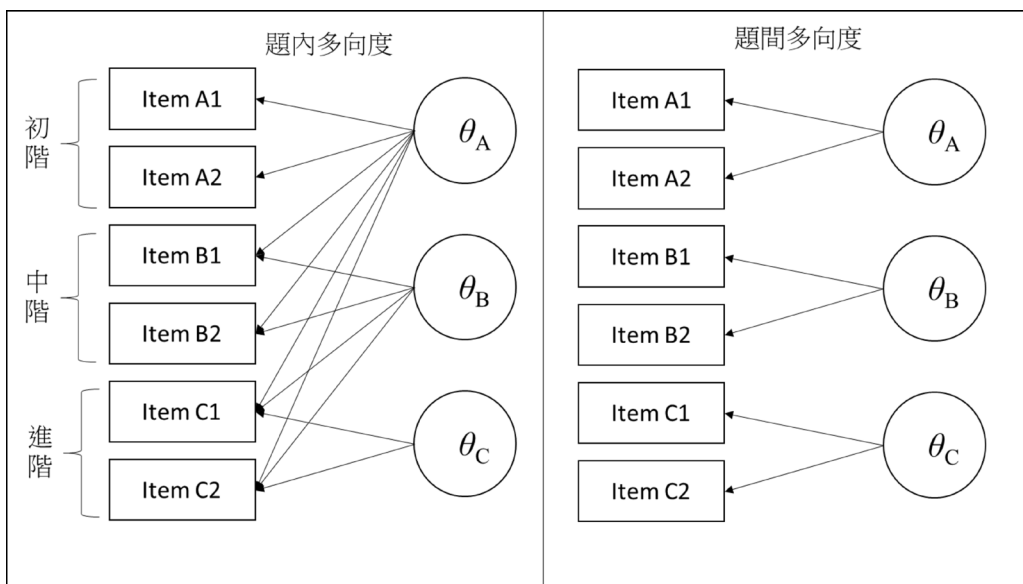 題內多向度
初階
Item A1
Item A2
中階
Item B1
Item B2
進階
Item C1
Item C2
θA
θB
θC
題間多向度
Item A1
Item A2
Item B1
Item B2
Item C1
Item C2
θA
θB
θC